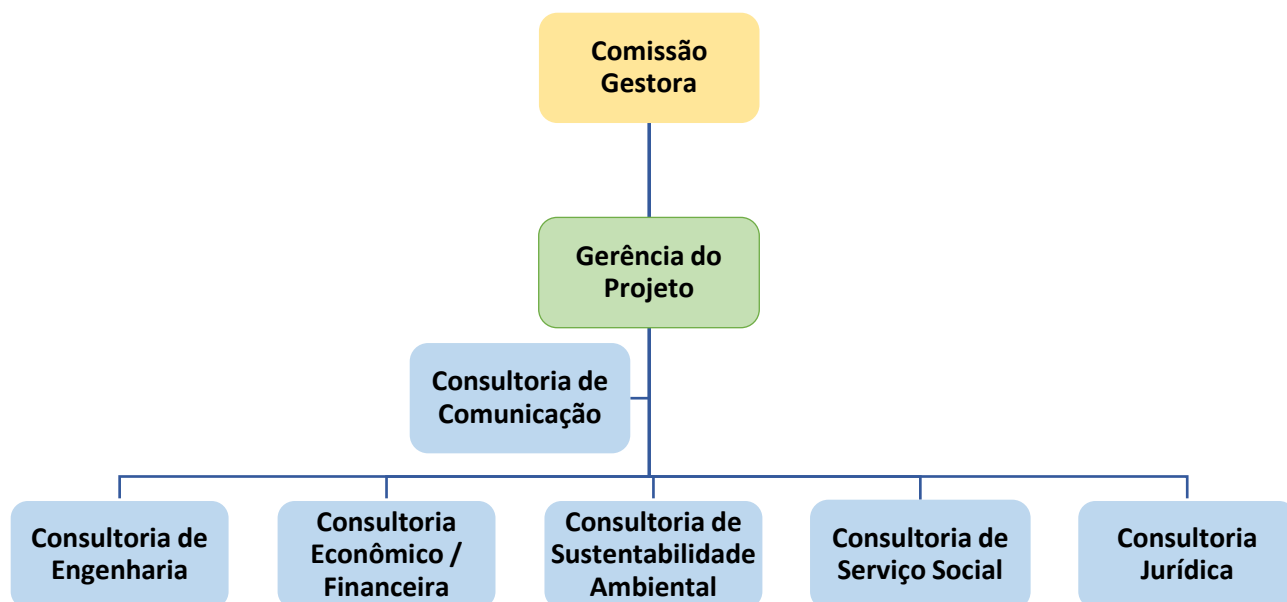 Comissão
Gestora
Gerência do
Projeto
Consultoria de
Comunicação
Consultoria de
Engenharia
Consultoria
Econômico /
Financeira
Consultoria de
Sustentabilidade
Ambiental
Consultoria de
Serviço Social
Consultoria
Jurídica